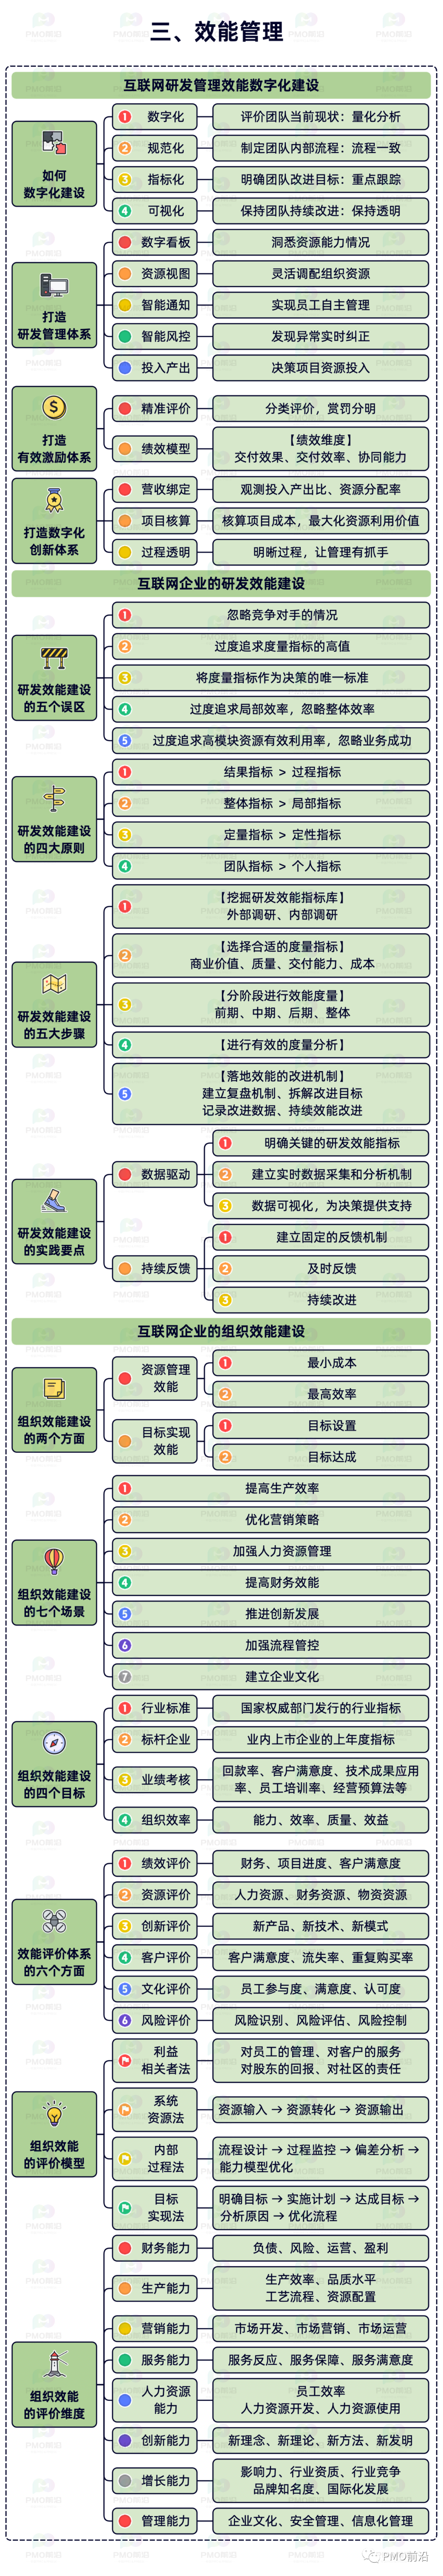 三、效能管理
互联网研发管理效能数字化建设
如何
数字化建设
1 数字化
评价团队当前现状：量化分析
2 规范化
制定团队内部流程：流程一致
3 指标化
明确团队改进目标：重点跟踪
4 可视化
保持团队持续改进：保持透明
打造
研发管理体系
数字看板
洞悉资源能力情况
资源视图
灵活调配组织资源
智能通知
实现员工自主管理
智能风控
发现异常实时纠正
投入产出
决策项目资源投入
打造
有效激励体系
精准评价
分类评价，赏罚分明
绩效模型
【绩效维度】
交付效果、交付效率、协同能力
打造数字化
创新体系
营收绑定
观测投入产出比、资源分配率
项目核算
核算项目成本，最大化资源利用价值
过程透明
明晰过程，让管理有抓手
互联网企业的研发效能建设
研发效能建设
的五个误区
1 忽略竞争对手的情况
2 过度追求度量指标的高值
3 将度量指标作为决策的唯一标准
4 过度追求局部效率，忽略整体效率
5 过度追求高模块资源有效利用率，忽略业务成功
研发效能建设
的四大原则
1 结果指标 > 过程指标
2 整体指标 > 局部指标
3 定量指标 > 定性指标
4 团队指标 > 个人指标
研发效能建设
的五大步骤
1 【挖掘研发效能指标库】
外部调研、内部调研
2 【选择合适的度量指标】
商业价值、质量、交付能力、成本
3 【分阶段进行效能度量】
前期、中期、后期、整体
4 【进行有效的度量分析】
5 【落地效能的改进机制】
建立复盘机制、拆解改进目标
记录改进数据、持续效能改进
研发效能建设
的实践要点
数据驱动
1 明确关键的研发效能指标
2 建立实时数据采集和分析机制
3 数据可视化，为决策提供支持
持续反馈
1 建立固定的反馈机制
2 及时反馈
3 持续改进
互联网企业的组织效能建设
组织效能建设
的两个方面
资源管理
效能
1 最小成本
2 最高效率
目标实现
效能
1 目标设置
2 目标达成
组织效能建设
的七个场景
1 提高生产效率
2 优化营销策略
3 加强人力资源管理
4 提高财务效能
5 推进创新发展
6 加强流程管控
7 建立企业文化
组织效能建设
的四个目标
1 行业标准
国家权威部门发行的行业指标
2 标杆企业
业内上市企业的上年度指标
3 业绩考核
回款率、客户满意度、技术成果应用
率、员工培训率、经营预算法等
4 组织效率
能力、效率、质量、效益
效能评价体系
的六个方面
1 绩效评价
财务、项目进度、客户满意度
2 资源评价
人力资源、财务资源、物资资源
3 创新评价
新产品、新技术、新模式
4 客户评价
客户满意度、流失率、重复购买率
5 文化评价
员工参与度、满意度、认可度
6 风险评价
风险识别、风险评估、风险控制
组织效能
的评价模型
利益
相关者法
对员工的管理、对客户的服务
对股东的回报、对社区的责任
系统
资源法
资源输入 → 资源转化 → 资源输出
内部
过程法
流程设计 → 过程监控 → 偏差分析 →
能力模型优化
目标
实现法
明确目标 → 实施计划 → 达成目标 →
分析原因 → 优化流程
组织效能
的评价维度
财务能力
负债、风险、运营、盈利
生产能力
生产效率、品质水平
工艺流程、资源配置
营销能力
市场开发、市场营销、市场运营
服务能力
服务反应、服务保障、服务满意度
人力资源
能力
员工效率
人力资源开发、人力资源使用
创新能力
新理念、新理论、新方法、新发明
增长能力
影响力、行业资质、行业竞争
品牌知名度、国际化发展
管理能力
企业文化、安全管理、信息化管理
PMO前沿